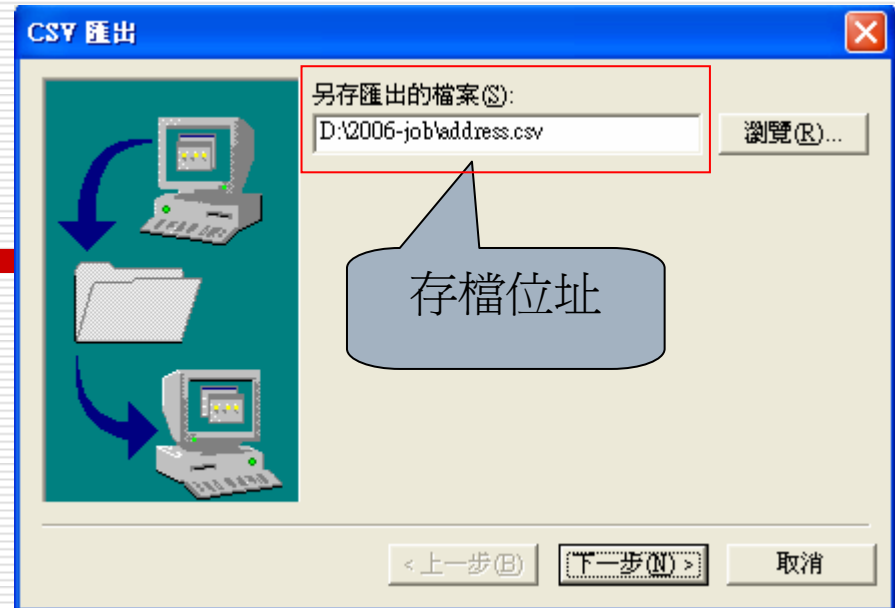 CSV 匯出
另存匯出的檔案(S):
D:\2006-job\address.csv
瀏覽(R)...
存檔位址
<上一步(B)
下一步(N) >
取消